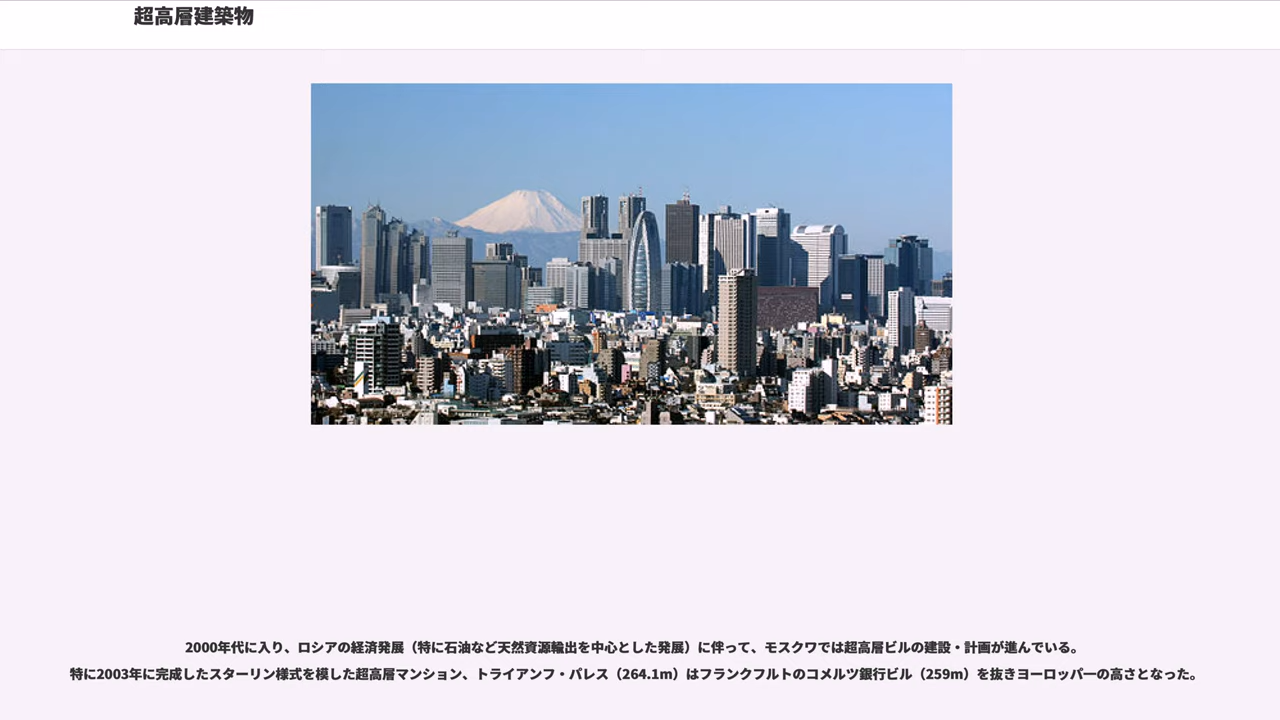 超高層建築物
2000年代に入り、ロシアの経済発展（特に石油など天然資源輸出を中心とした発展）に伴って、モスクワでは超高層ビルの建設・計画が進んでいる。
特に2003年に完成したスターリン様式を模した超高層マンション、トライアンフ・パレス（264.1m）はフランクフルトのコメルツ銀行ビル（259m）を抜きヨーロッパ一の高さとなった。